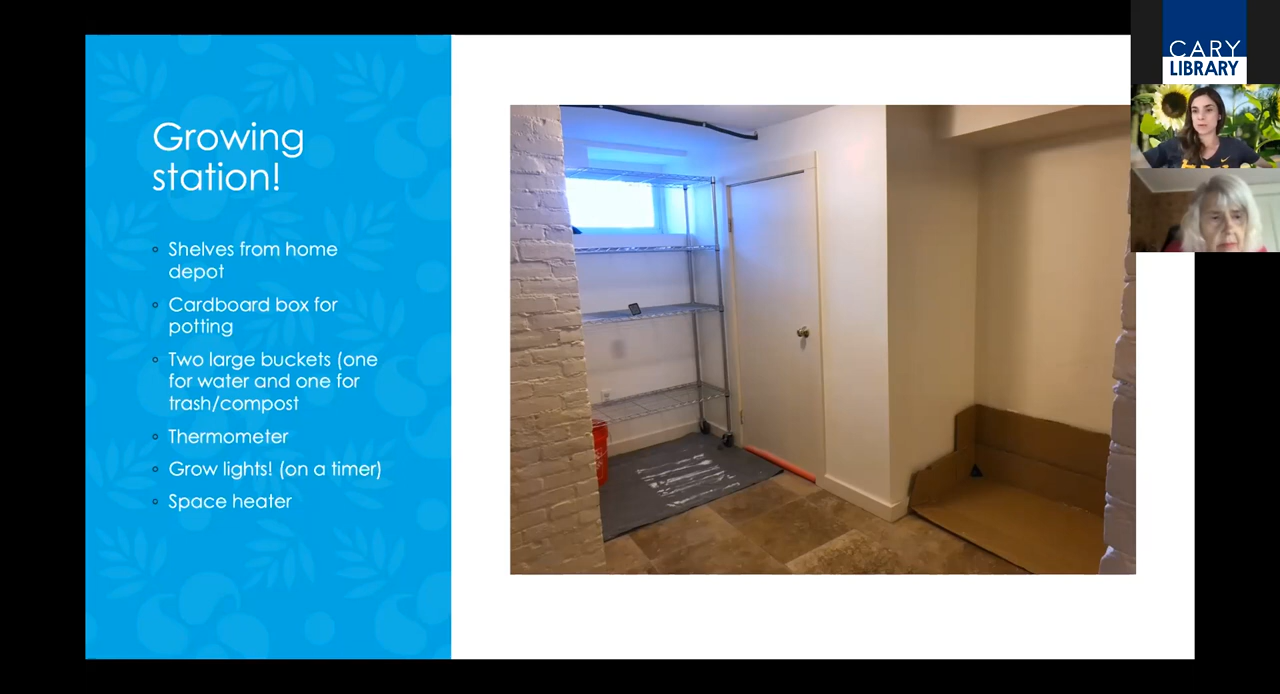 Growing
station!
Shelves from home
depot
Cardboard box for
potting
Two large buckets (one
for water and one for
trash/compost
Thermometer
Grow lights! (on a timer)
Space heater
CARY
LIBRARY